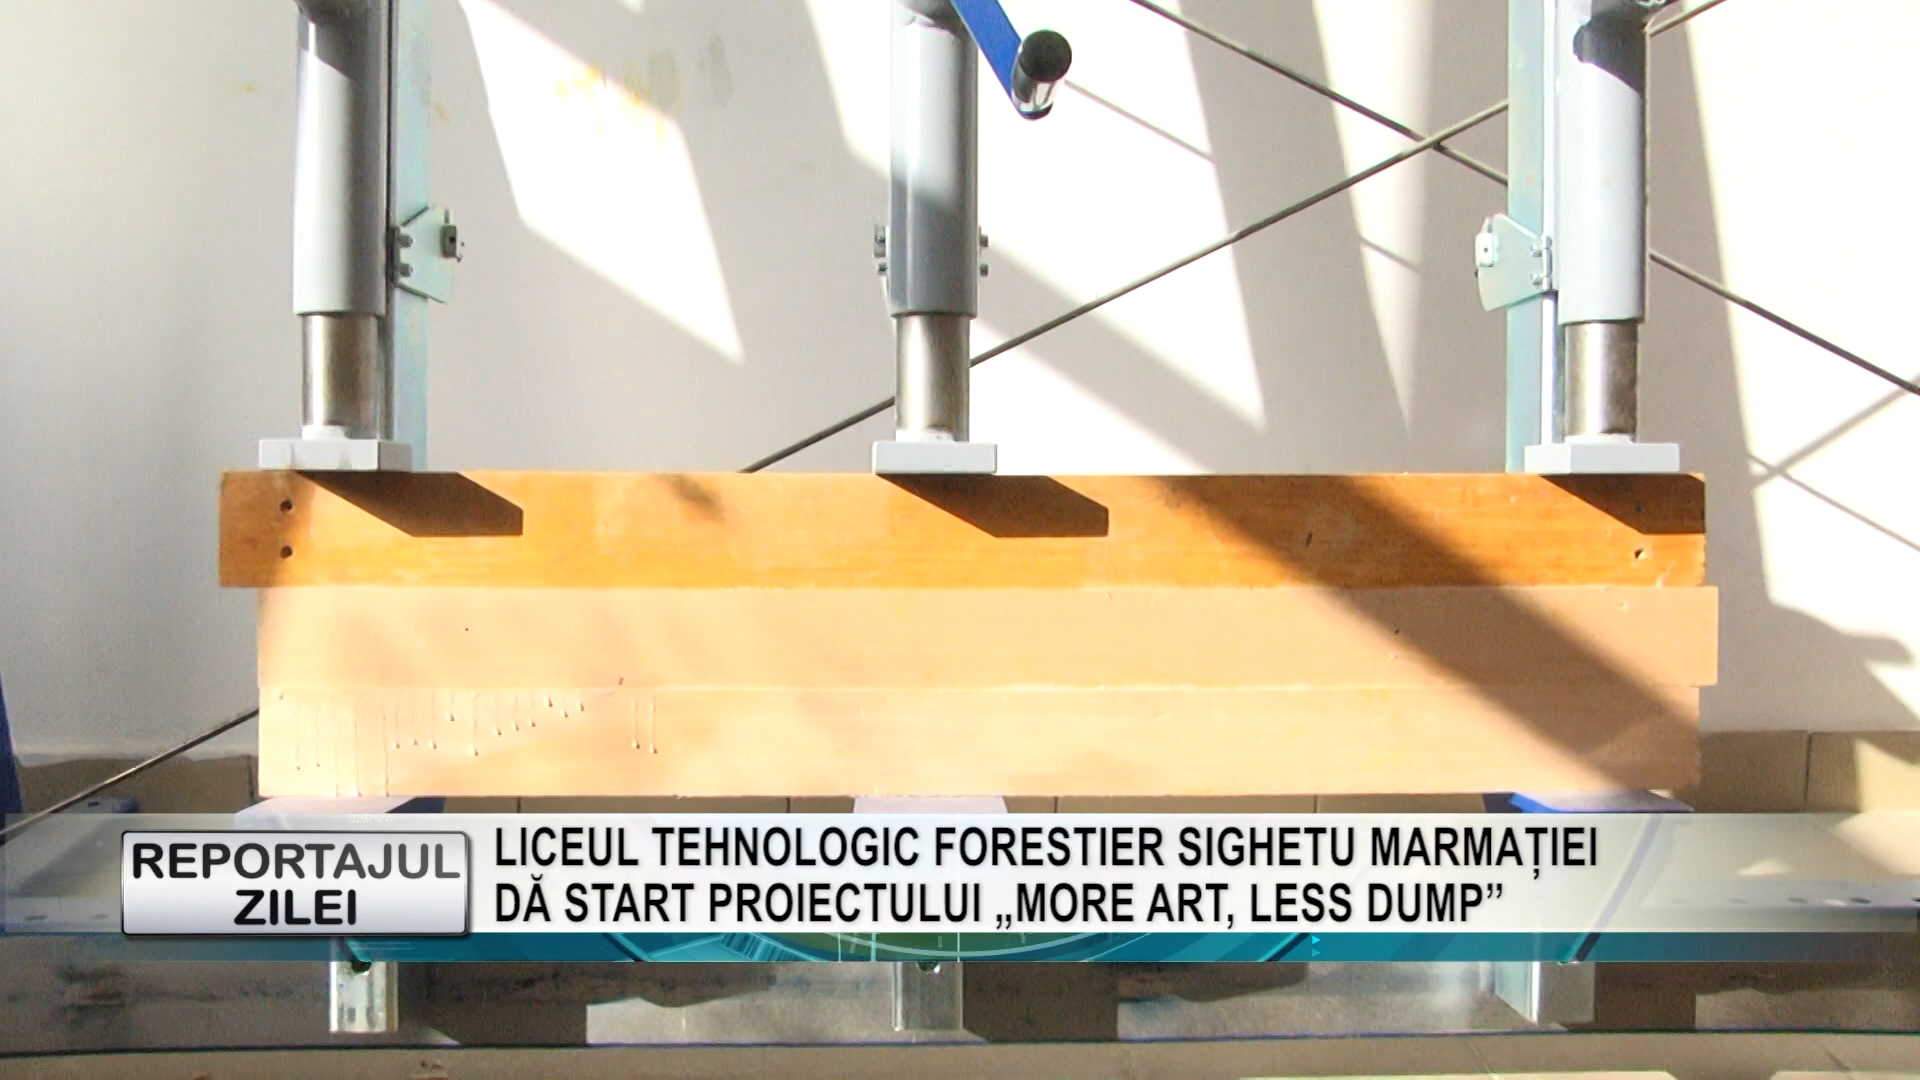 REPORTAJUL
ZILEI
LICEUL TEHNOLOGIC FORESTIER SIGHETU MARMAȚIEI
DĂ START PROIECTULUI „MORE ART, LESS DUMP”